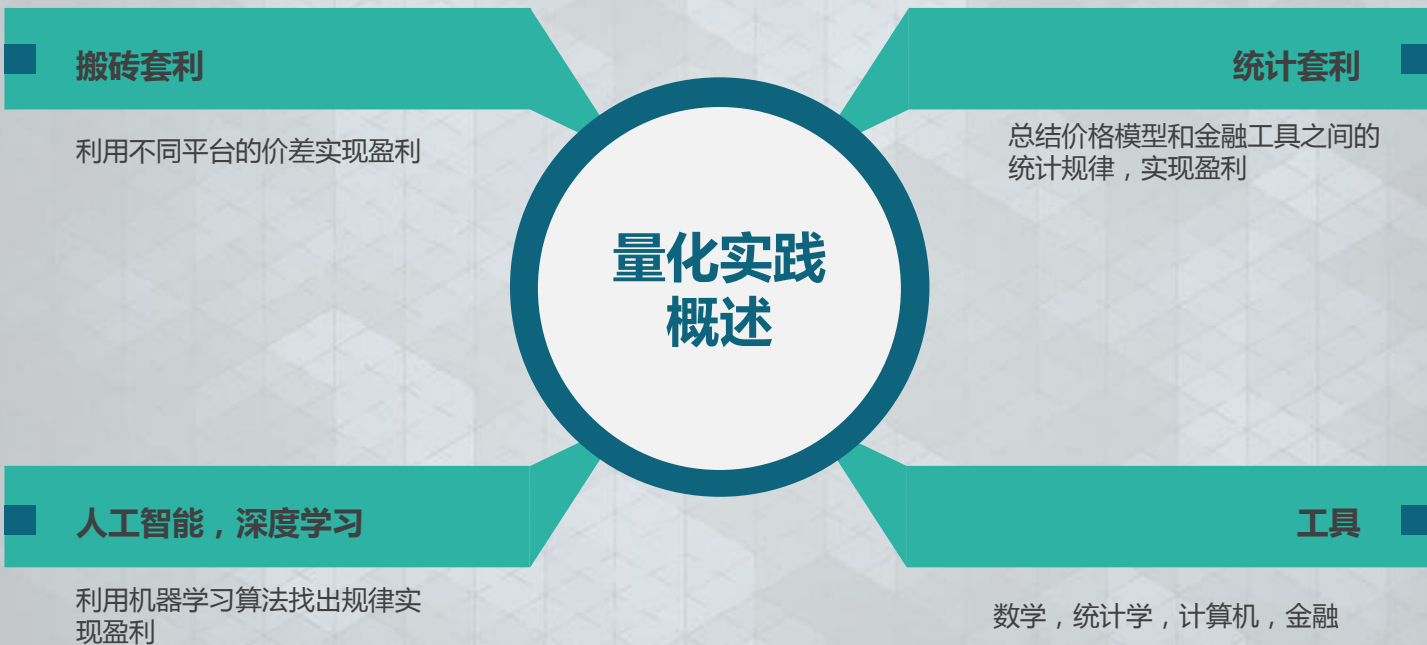 搬砖套利
利用不同平台的价差实现盈利
统计套利
总结价格模型和金融工具之间的
统计规律，实现盈利
量化实践
概述
人工智能，深度学习
利用机器学习算法找出规律实
现盈利
工具
数学，统计学，计算机，金融